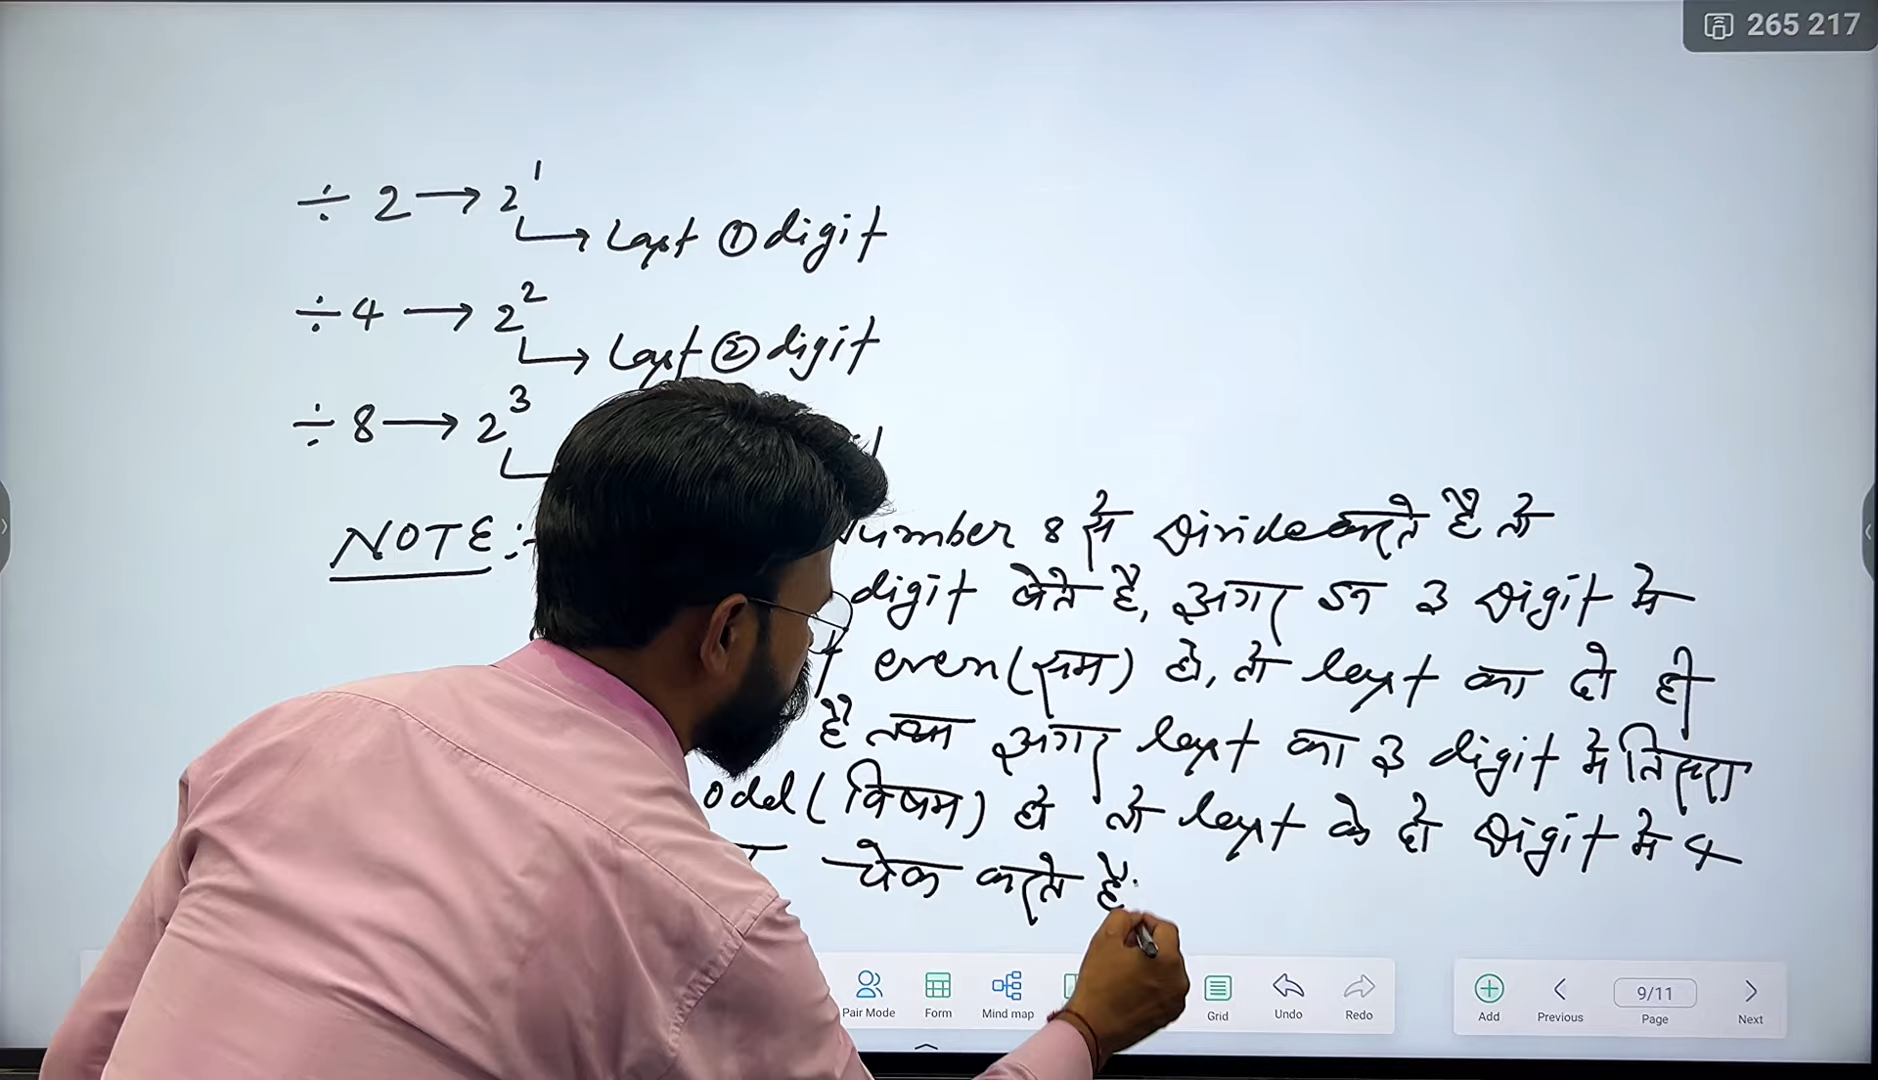 265 217
÷ 2 → 2¹
→ Last ① digit
÷ 4 → 2²
→ Last ② digit
÷ 8 → 2³
NOTE :-
Number 8 से Divide करते है तो
digit लेते है, अगर उन 3 Digit मे
even (सम) हो, तो last का दो ही
है तथा अगर last का 3 digit मे तिसरा
odd (विषम) हो तो last के दो Digit मे 4
चेक करते है
Pair Mode Form Mind map Grid Undo Redo Add Previous 9/11 Page Next